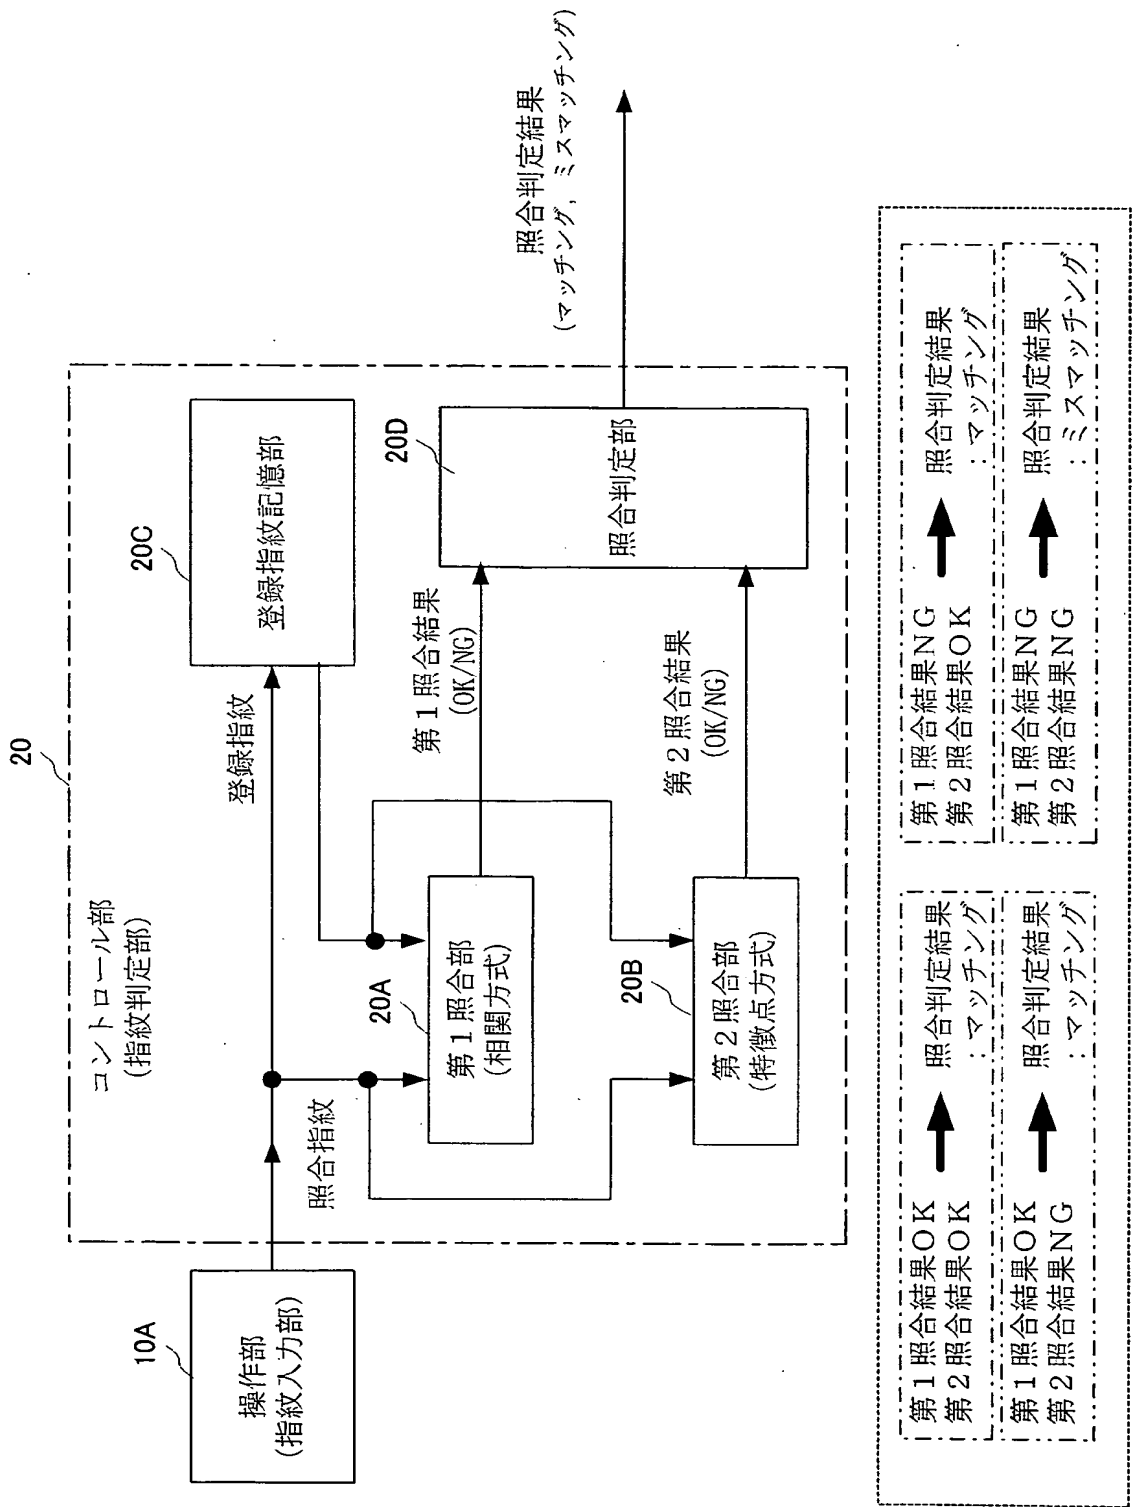 10A
操作部
(指紋入力部)
20
コントロール部
(指紋判定部)
登録指紋
照合指紋
20C
登録指紋記憶部
20A
第1照合部
(相関方式)
20B
第2照合部
(特徴点方式)
第1照合結果
(OK/NG)
第2照合結果
(OK/NG)
20D
照合判定部
照合判定結果
(マッチング, ミスマッチング)
第1照合結果OK
第2照合結果OK
照合判定結果
:マッチング
第1照合結果OK
第2照合結果NG
照合判定結果
:マッチング
第1照合結果NG
第2照合結果OK
照合判定結果
:マッチング
第1照合結果NG
第2照合結果NG
照合判定結果
:ミスマッチング